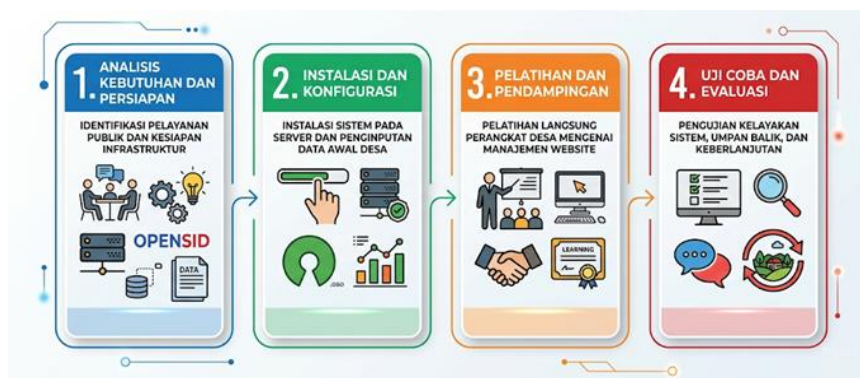 1. ANALISIS
KEBUTUHAN DAN
PERSIAPAN
IDENTIFIKASI PELAYANAN
PUBLIK DAN KESIAPAN
INFRASTRUKTUR
OPENSID
DATA
2. INSTALASI DAN
KONFIGURASI
INSTALASI SISTEM PADA
SERVER DAN PENGINPUTAN
DATA AWAL DESA
3. PELATIHAN DAN
PENDAMPINGAN
PELATIHAN LANGSUNG
PERANGKAT DESA MENGENAI
MANAJEMEN WEBSITE
LEARNING
4. UJI COBA DAN
EVALUASI
PENGUJIAN KELAYAKAN
SISTEM, UMPAN BALIK, DAN
KEBERLANJUTAN